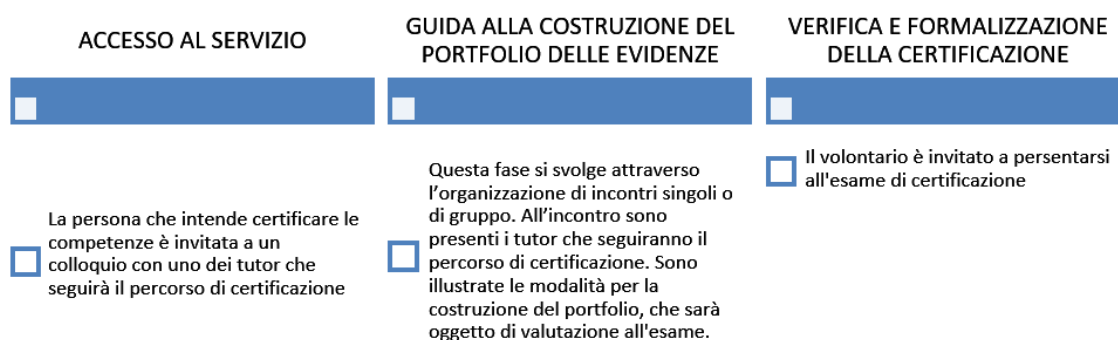 ACCESSO AL SERVIZIO
La persona che intende certificare le
competenze è invitata a un
colloquio con uno dei tutor che
seguirà il percorso di certificazione
GUIDA ALLA COSTRUZIONE DEL
PORTFOLIO DELLE EVIDENZE
Questa fase si svolge attraverso
l'organizzazione di incontri singoli o
di gruppo. All'incontro sono
presenti i tutor che seguiranno il
percorso di certificazione. Sono
illustrate le modalità per la
costruzione del portfolio, che sarà
oggetto di valutazione all'esame.
VERIFICA E FORMALIZZAZIONE
DELLA CERTIFICAZIONE
Il volontario è invitato a persentarsi
all'esame di certificazione